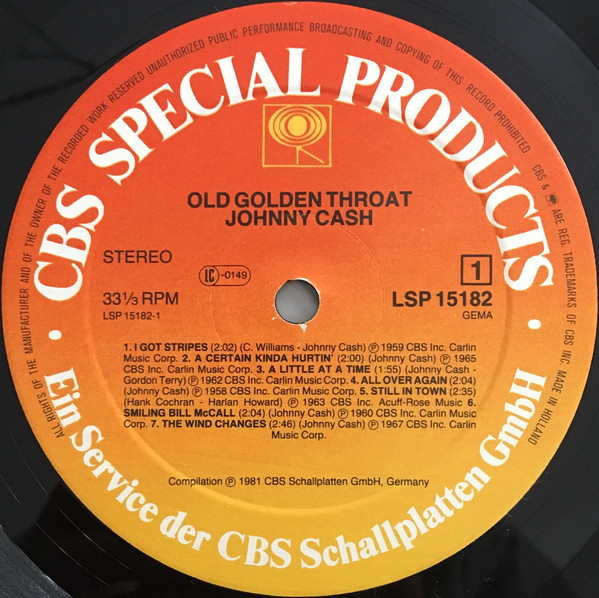 ALL RIGHTS OF THE MANUFACTURER AND OF THE OWNER OF THE RECORDED WORK RESERVED UNAUTHORIZED PUBLIC PERFORMANCE BROADCASTING AND COPYING OF THIS RECORD PROHIBITED
CBS & ARE REG. TRADEMARKS OF CBS INC. MADE IN HOLLAND
· CBS SPECIAL PRODUCTS ·
OLD GOLDEN THROAT
JOHNNY CASH
STEREO
LC -0149
1
33 1/3 RPM
LSP 15182
LSP 15182-1
GEMA
1. I GOT STRIPES (2:02) (C. Williams - Johnny Cash) Ⓟ 1959 CBS Inc. Carlin
Music Corp. 2. A CERTAIN KINDA HURTIN' (2:00) (Johnny Cash) Ⓟ 1965
CBS Inc. Carlin Music Corp. 3. A LITTLE AT A TIME (1:55) (Johnny Cash -
Gordon Terry) Ⓟ 1962 CBS Inc. Carlin Music Corp. 4. ALL OVER AGAIN (2:04)
(Johnny Cash) Ⓟ 1958 CBS Inc. Carlin Music Corp. 5. STILL IN TOWN (2:35)
(Hank Cochran - Harlan Howard) Ⓟ 1963 CBS Inc. Acuff-Rose Music 6.
SMILING BILL McCALL (2:04) (Johnny Cash) Ⓟ 1960 CBS Inc. Carlin Music
Corp. 7. THE WIND CHANGES (2:46) (Johnny Cash) Ⓟ 1967 CBS Inc. Carlin
Music Corp.
Compilation Ⓟ 1981 CBS Schallplatten GmbH, Germany
Ein Service der CBS Schallplatten GmbH